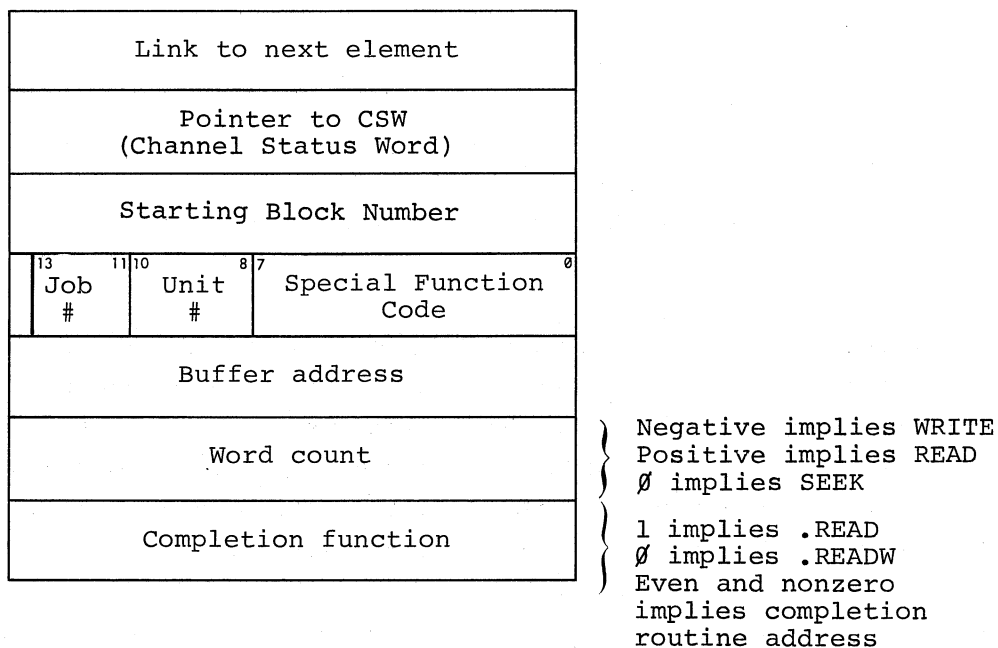 Link to next element
Pointer to CSW
(Channel Status Word)
Starting Block Number
13 11 10 8 7 0
Job Unit Special Function
# # Code
Buffer address
Word count
Negative implies WRITE
Positive implies READ
Ø implies SEEK
Completion function
1 implies .READ
Ø implies .READW
Even and nonzero
implies completion
routine address